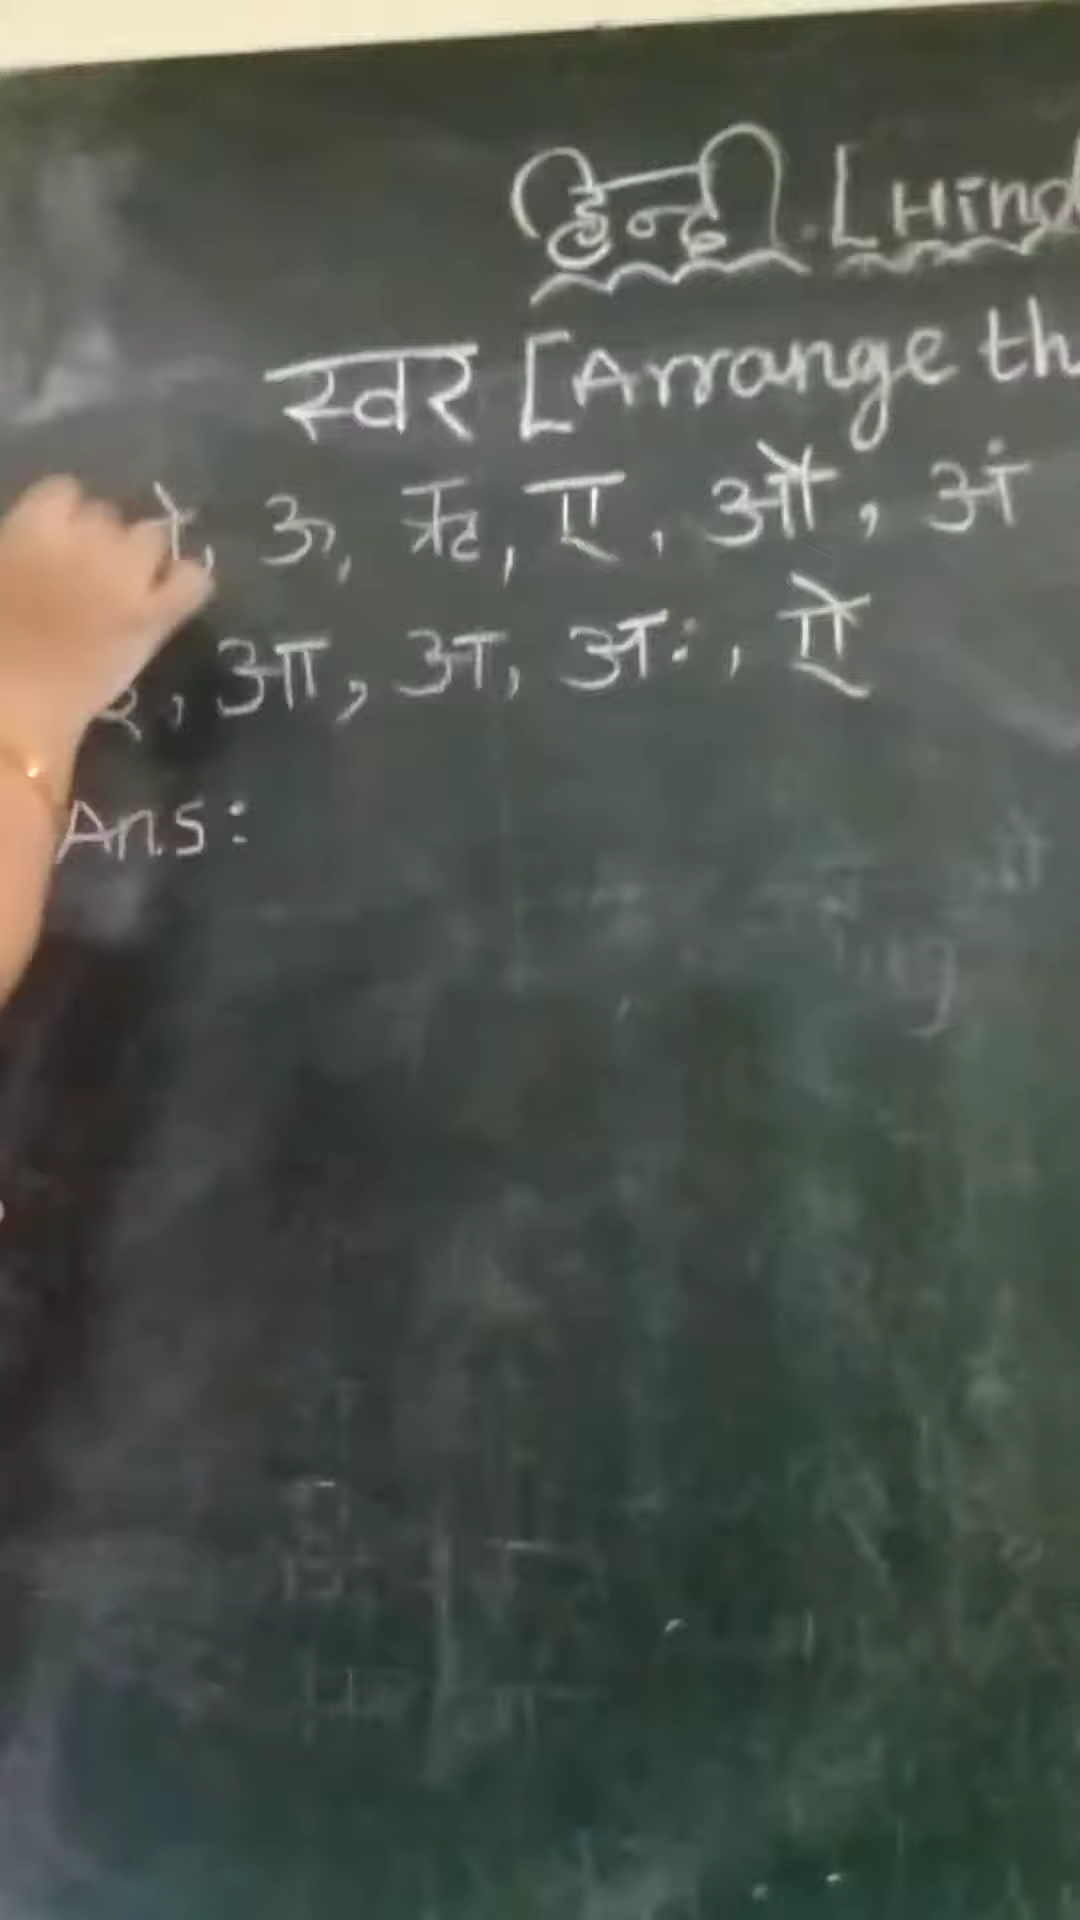 हिन्दी. [Hind
स्वर [Arrange th
ऊ, ऋ, ए, औ, अं
आ, अ, अः, ऐ
Ans: